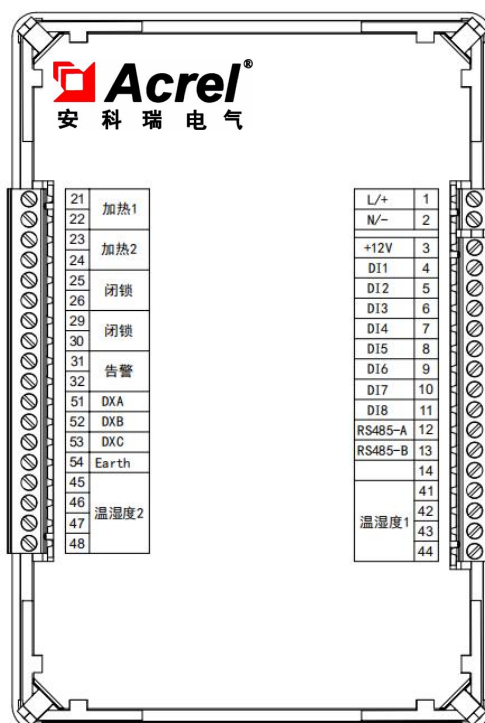 Acrel®
安科瑞电气
21 加热1
22
23 加热2
24
25 闭锁
26
29 闭锁
30
31 告警
32
51 DXA
52 DXB
53 DXC
54 Earth
45 温湿度2
46
47
48
L/+ 1
N/- 2
+12V 3
DI1 4
DI2 5
DI3 6
DI4 7
DI5 8
DI6 9
DI7 10
DI8 11
RS485-A 12
RS485-B 13
14
温湿度1 41
42
43
44